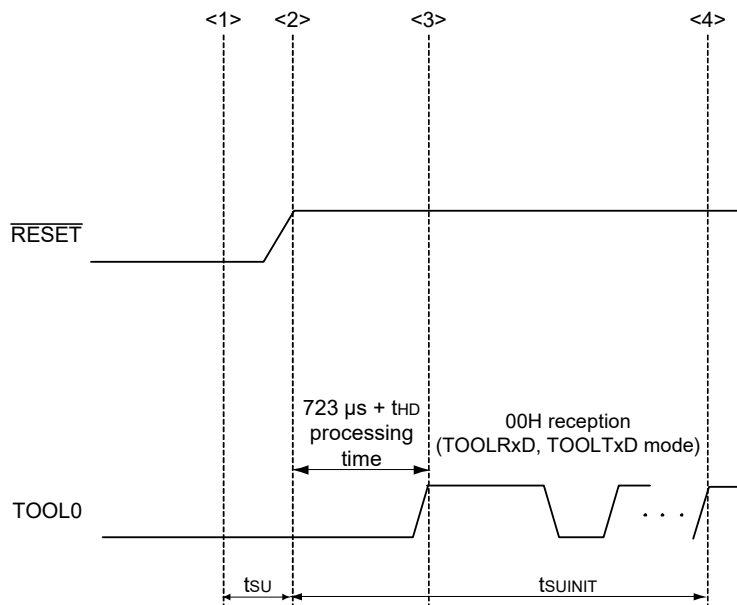 <1> <2> <3> <4>
RESET
723 µs + tHD
processing
time
00H reception
(TOOLRxD, TOOLTxD mode)
TOOL0
. . .
tSU
tSUINIT